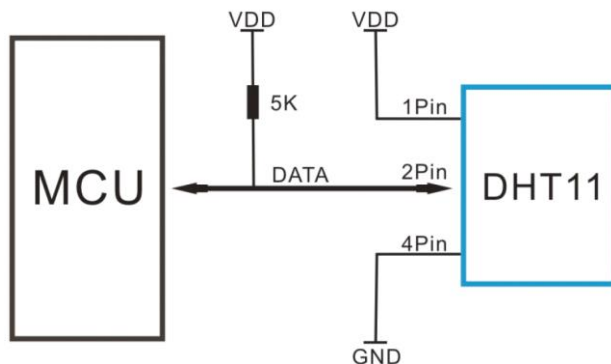 VDD
VDD
5K
1Pin
MCU
DATA
2Pin
DHT11
4Pin
GND